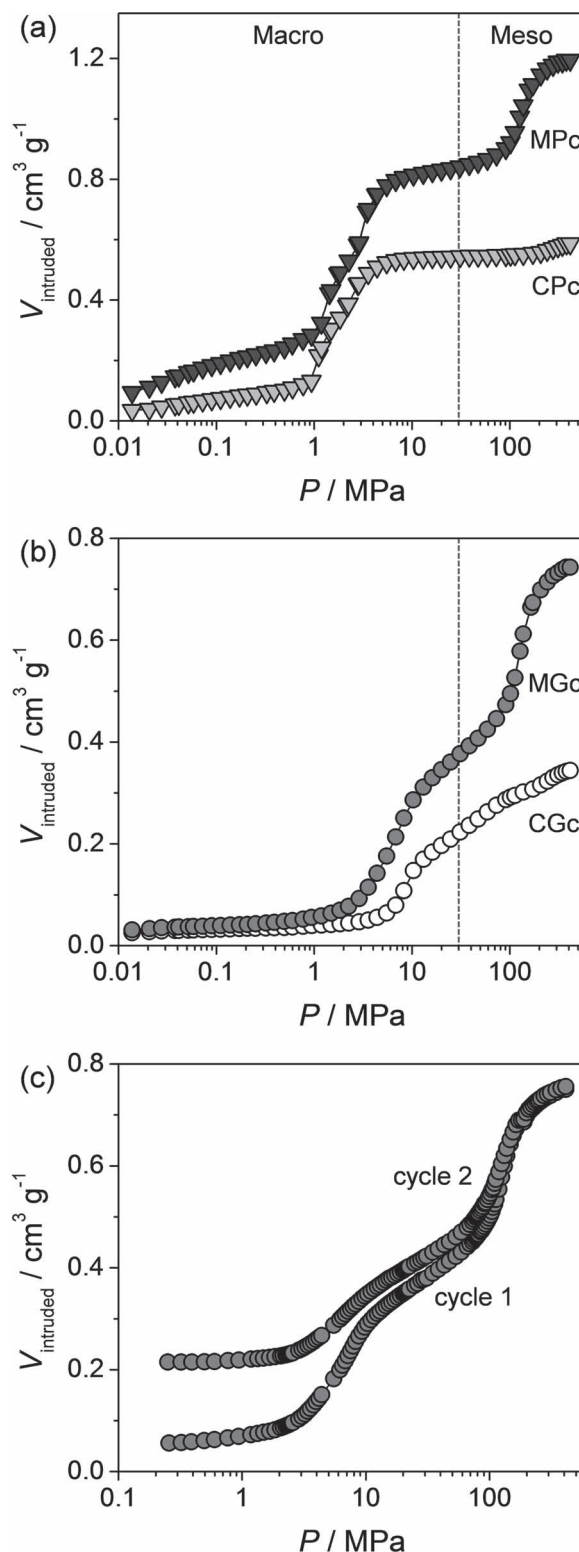 (a)
Macro Meso
1.2
0.8
0.4
0.0
MPc
CPc
V_intruded / cm³ g⁻¹
0.01 0.1 1 10 100
P / MPa
(b)
0.8
0.6
0.4
0.2
0.0
MGc
CGc
V_intruded / cm³ g⁻¹
0.01 0.1 1 10 100
P / MPa
(c)
0.8
0.6
0.4
0.2
0.0
cycle 2
cycle 1
V_intruded / cm³ g⁻¹
0.1 1 10 100
P / MPa